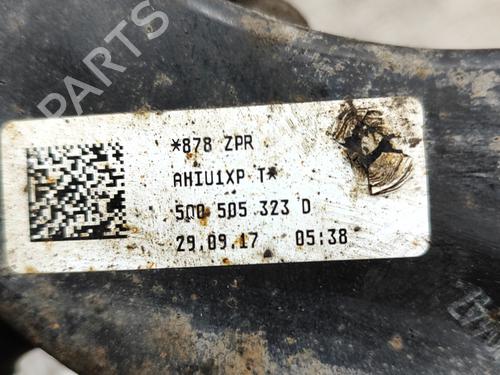 PARTS
*878 ZPR
AHIU1XP T*
5Q0 505 323 D
29.09.17 05:38